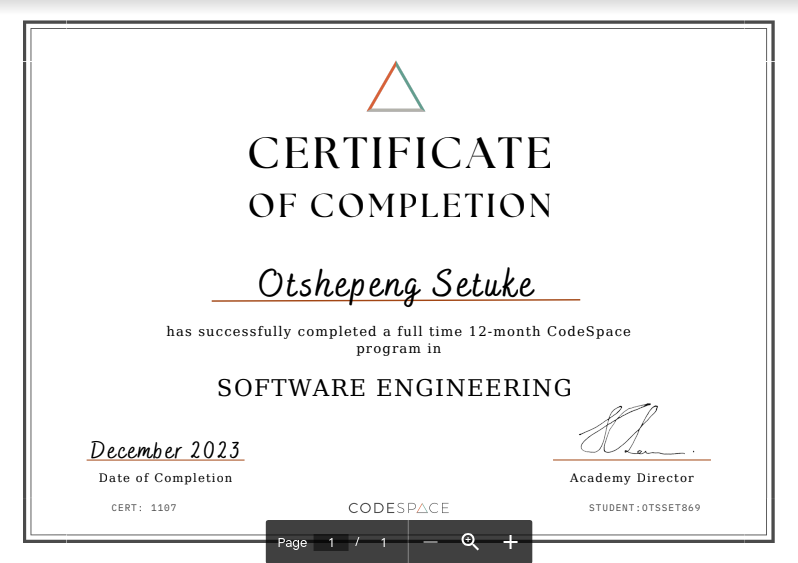 CERTIFICATE
OF COMPLETION
Otshepeng Setuke
has successfully completed a full time 12-month CodeSpace
program in
SOFTWARE ENGINEERING
December 2023
Date of Completion
Academy Director
CERT: 1107
CODESPACE
STUDENT:OTSSET869
Page 1 / 1